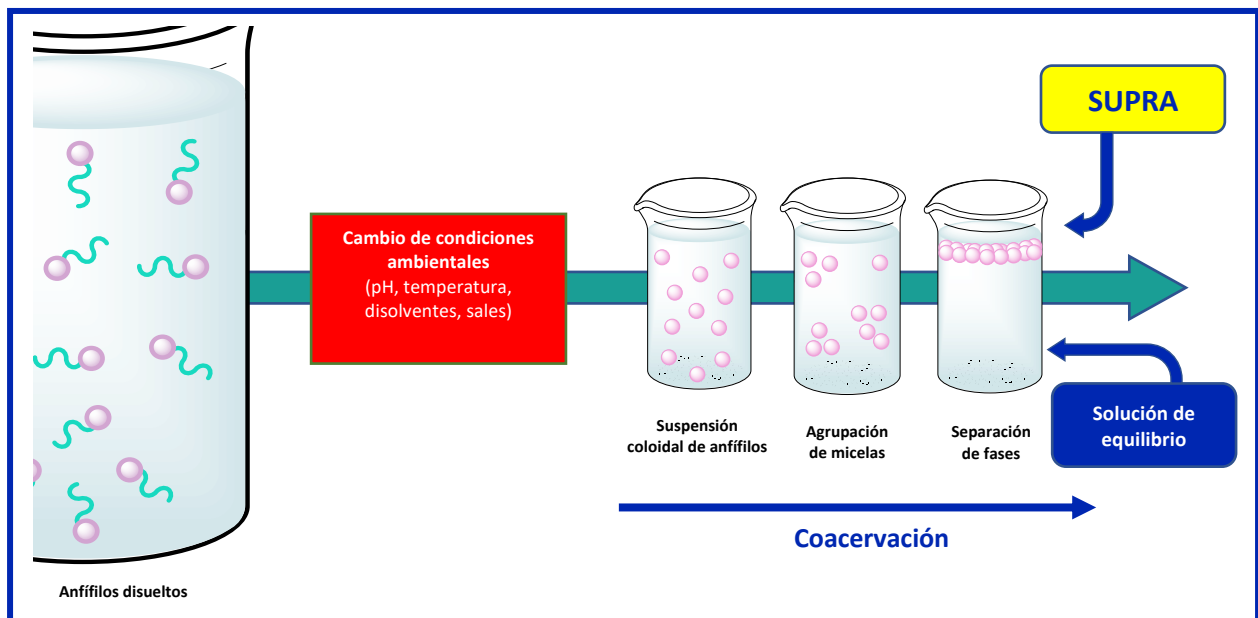 SUPRA
Cambio de condiciones
ambientales
(pH, temperatura,
disolventes, sales)
Suspensión
coloidal de anfífilos
Agrupación
de micelas
Separación
de fases
Solución de
equilibrio
Coacervación
Anfífilos disueltos